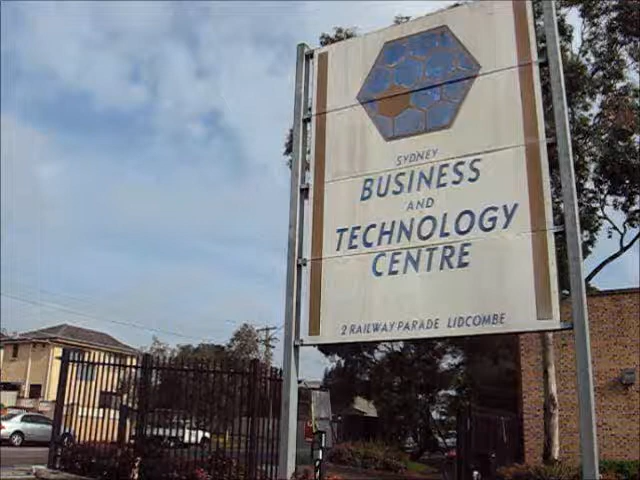 SYDNEY
BUSINESS
AND
TECHNOLOGY
CENTRE
2 RAILWAY PARADE LIDCOMBE